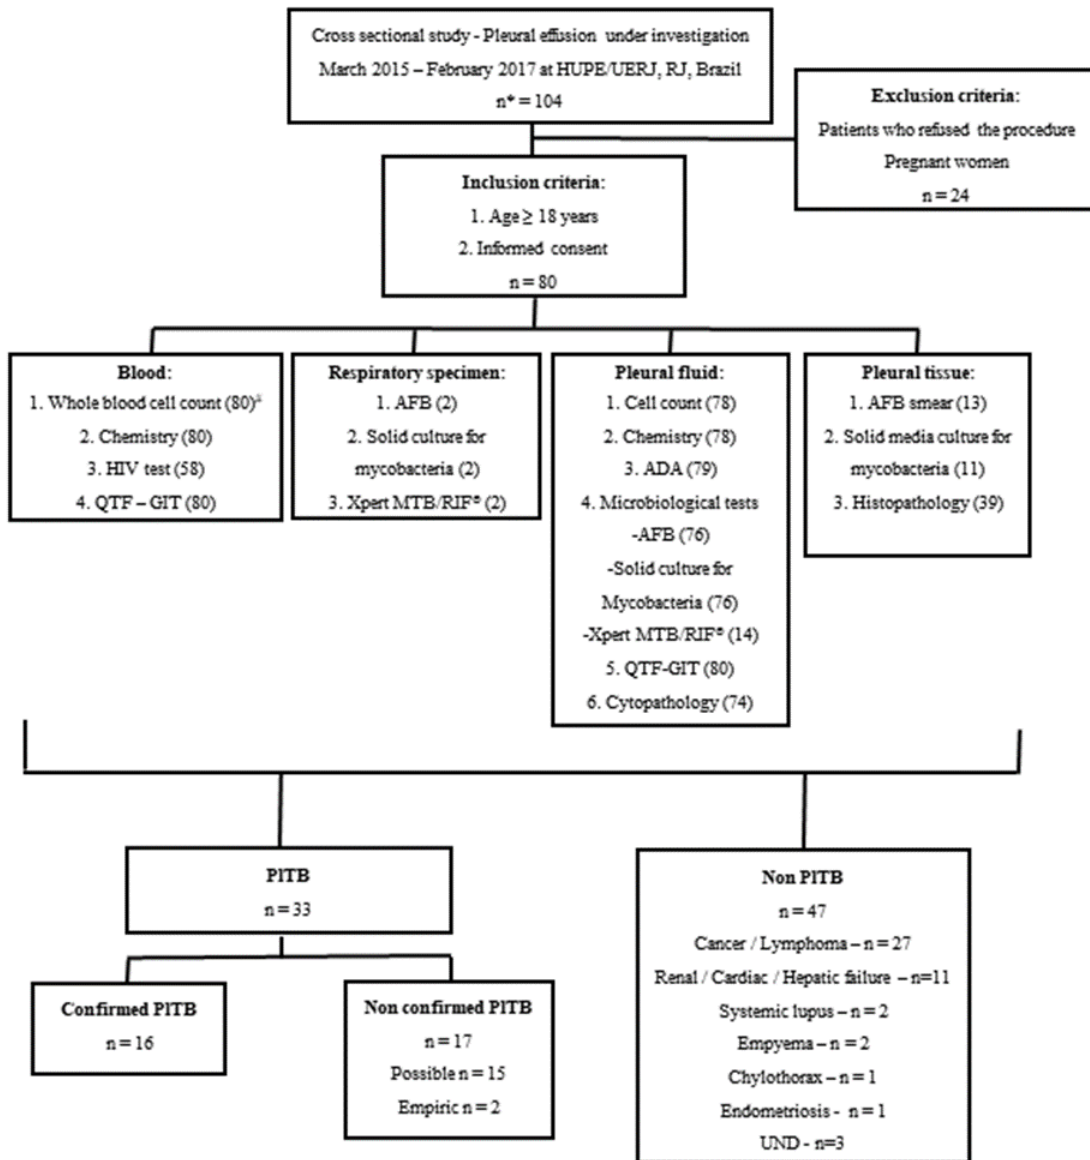 Cross sectional study - Pleural effusion under investigation
March 2015 – February 2017 at HUPE/UERJ, RJ, Brazil
n* = 104
Exclusion criteria:
Patients who refused the procedure
Pregnant women
n = 24
Inclusion criteria:
1. Age ≥ 18 years
2. Informed consent
n = 80
Blood:
1. Whole blood cell count (80)¥
2. Chemistry (80)
3. HIV test (58)
4. QTF – GIT (80)
Respiratory specimen:
1. AFB (2)
2. Solid culture for
mycobacteria (2)
3. Xpert MTB/RIF® (2)
Pleural fluid:
1. Cell count (78)
2. Chemistry (78)
3. ADA (79)
4. Microbiological tests
-AFB (76)
-Solid culture for
Mycobacteria (76)
-Xpert MTB/RIF® (14)
5. QTF-GIT (80)
6. Cytopathology (74)
Pleural tissue:
1. AFB smear (13)
2. Solid media culture for
mycobacteria (11)
3. Histopathology (39)
PlTB
n = 33
Confirmed PlTB
n = 16
Non confirmed PlTB
n = 17
Possible n = 15
Empiric n = 2
Non PlTB
n = 47
Cancer / Lymphoma – n = 27
Renal / Cardiac / Hepatic failure – n=11
Systemic lupus – n = 2
Empyema – n = 2
Chylothorax – n = 1
Endometriosis - n = 1
UND - n=3